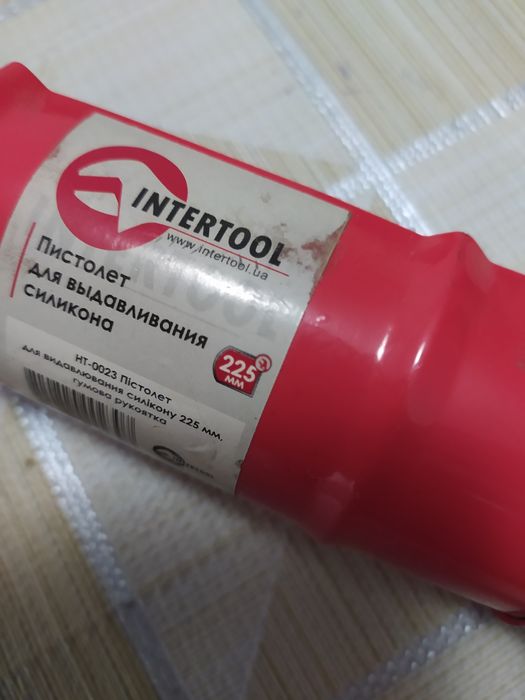 INTERTOOL
www.intertool.ua
Пистолет
для выдавливания
силикона
225
мм
HT-0023 Пістолет
для видавлювання силікону 225 мм.
гумова рукоятка